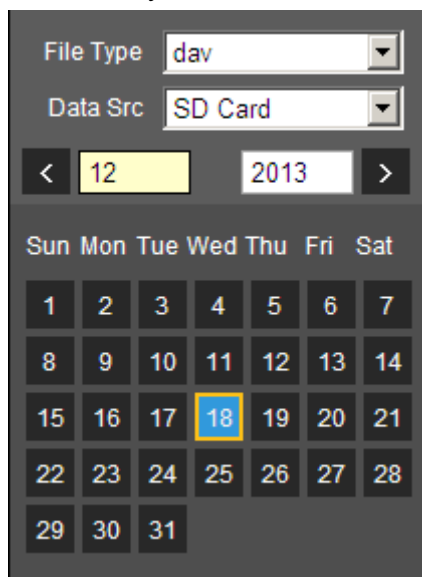 File Type dav
Data Src SD Card
< 12 2013 >
Sun Mon Tue Wed Thu Fri Sat
1 2 3 4 5 6 7
8 9 10 11 12 13 14
15 16 17 18 19 20 21
22 23 24 25 26 27 28
29 30 31